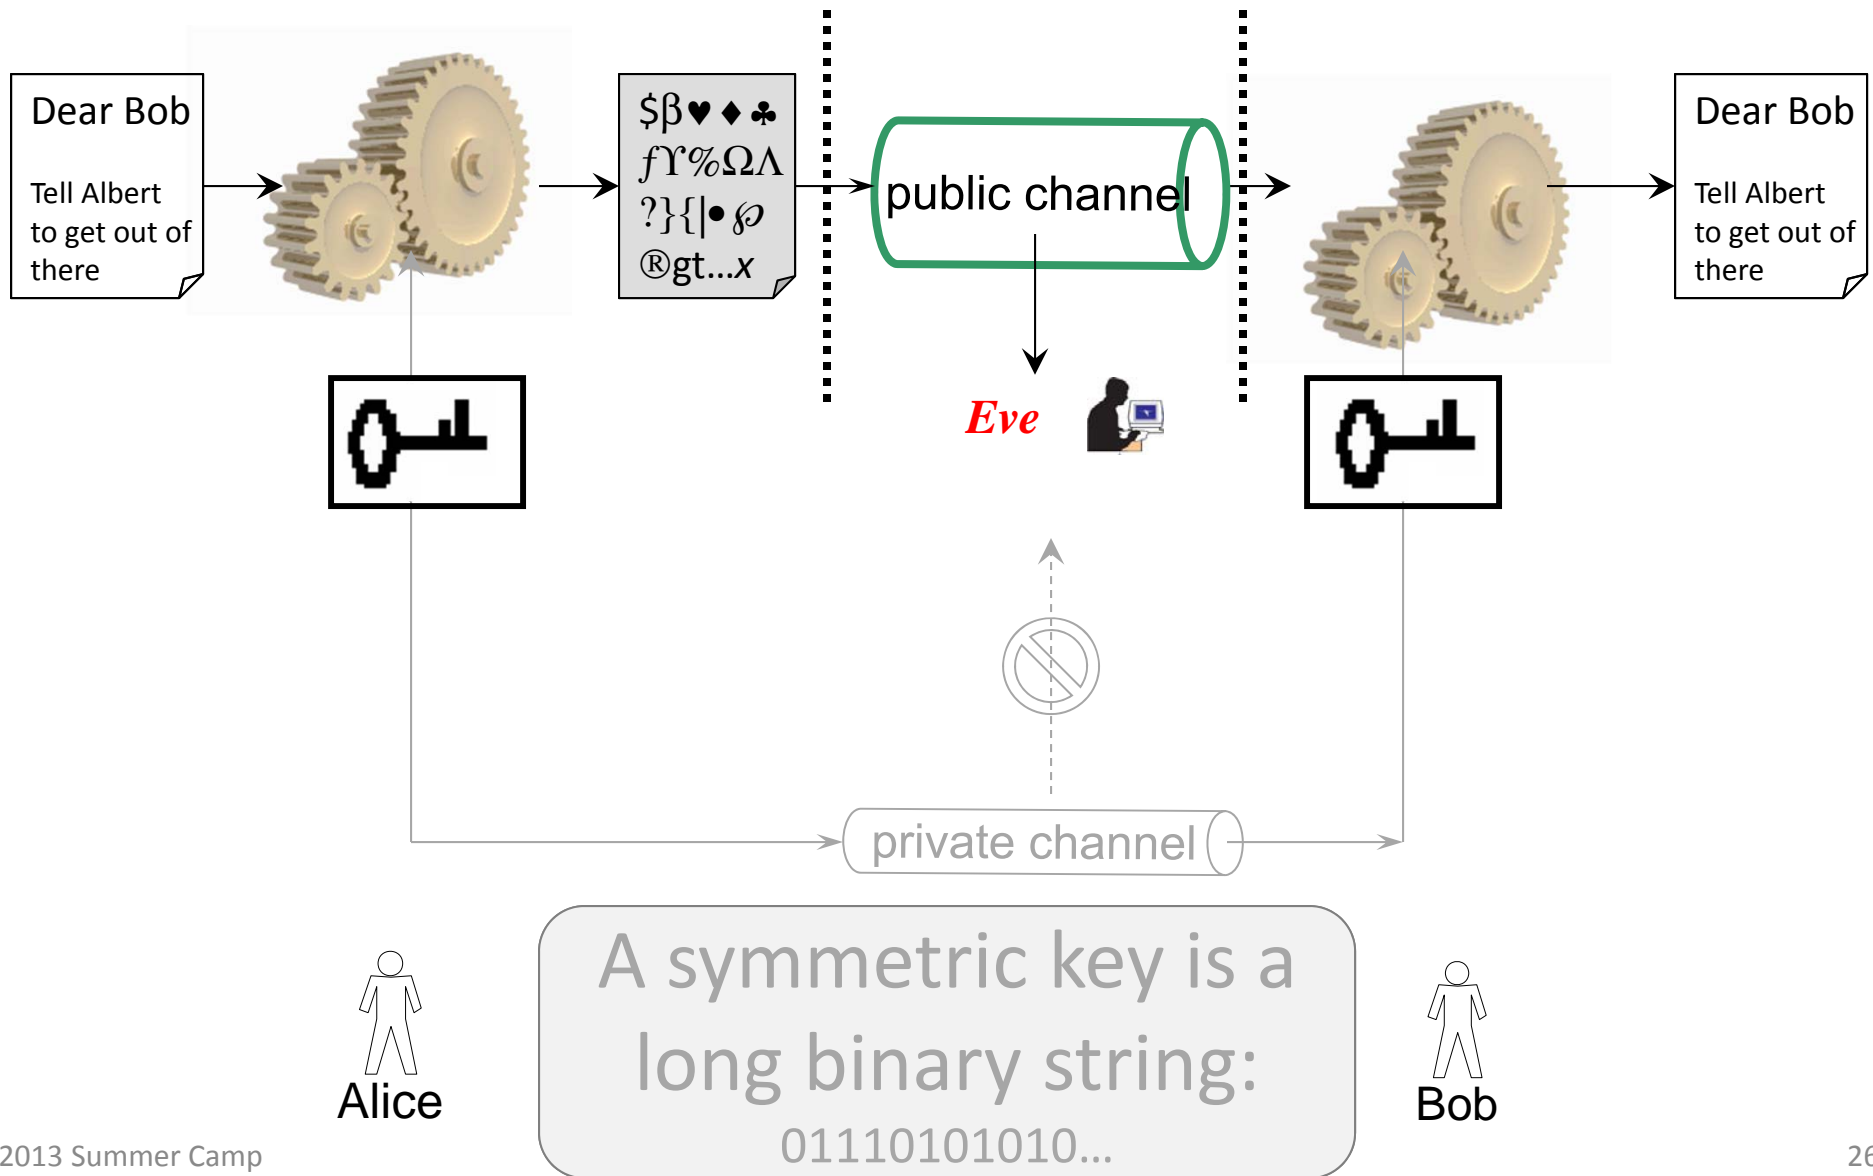 Dear Bob
Tell Albert
to get out of
there
$β♥♦♣
ƒϒ%ΩΛ
?}{|•℘
®gt…x
public channel
Dear Bob
Tell Albert
to get out of
there
Eve
private channel
A symmetric key is a
long binary string:
01110101010…
Alice
Bob
2013 Summer Camp
26